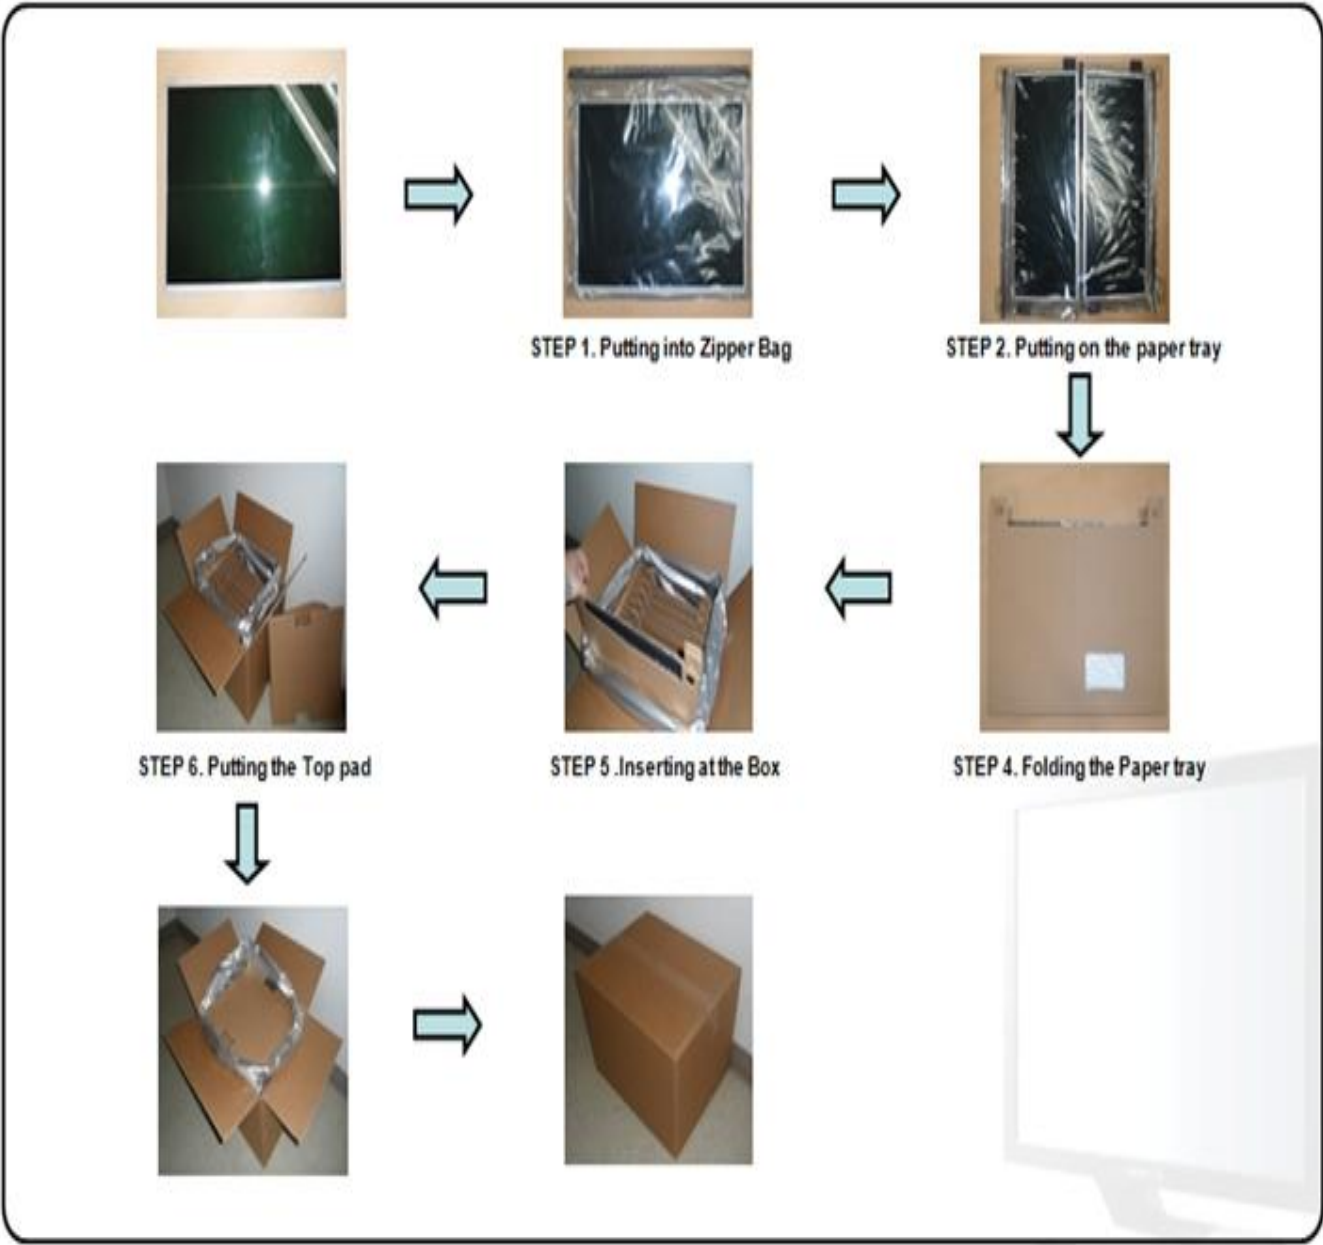 STEP 1. Putting into Zipper Bag
STEP 2. Putting on the paper tray
STEP 6. Putting the Top pad
STEP 5 .Inserting at the Box
STEP 4. Folding the Paper tray